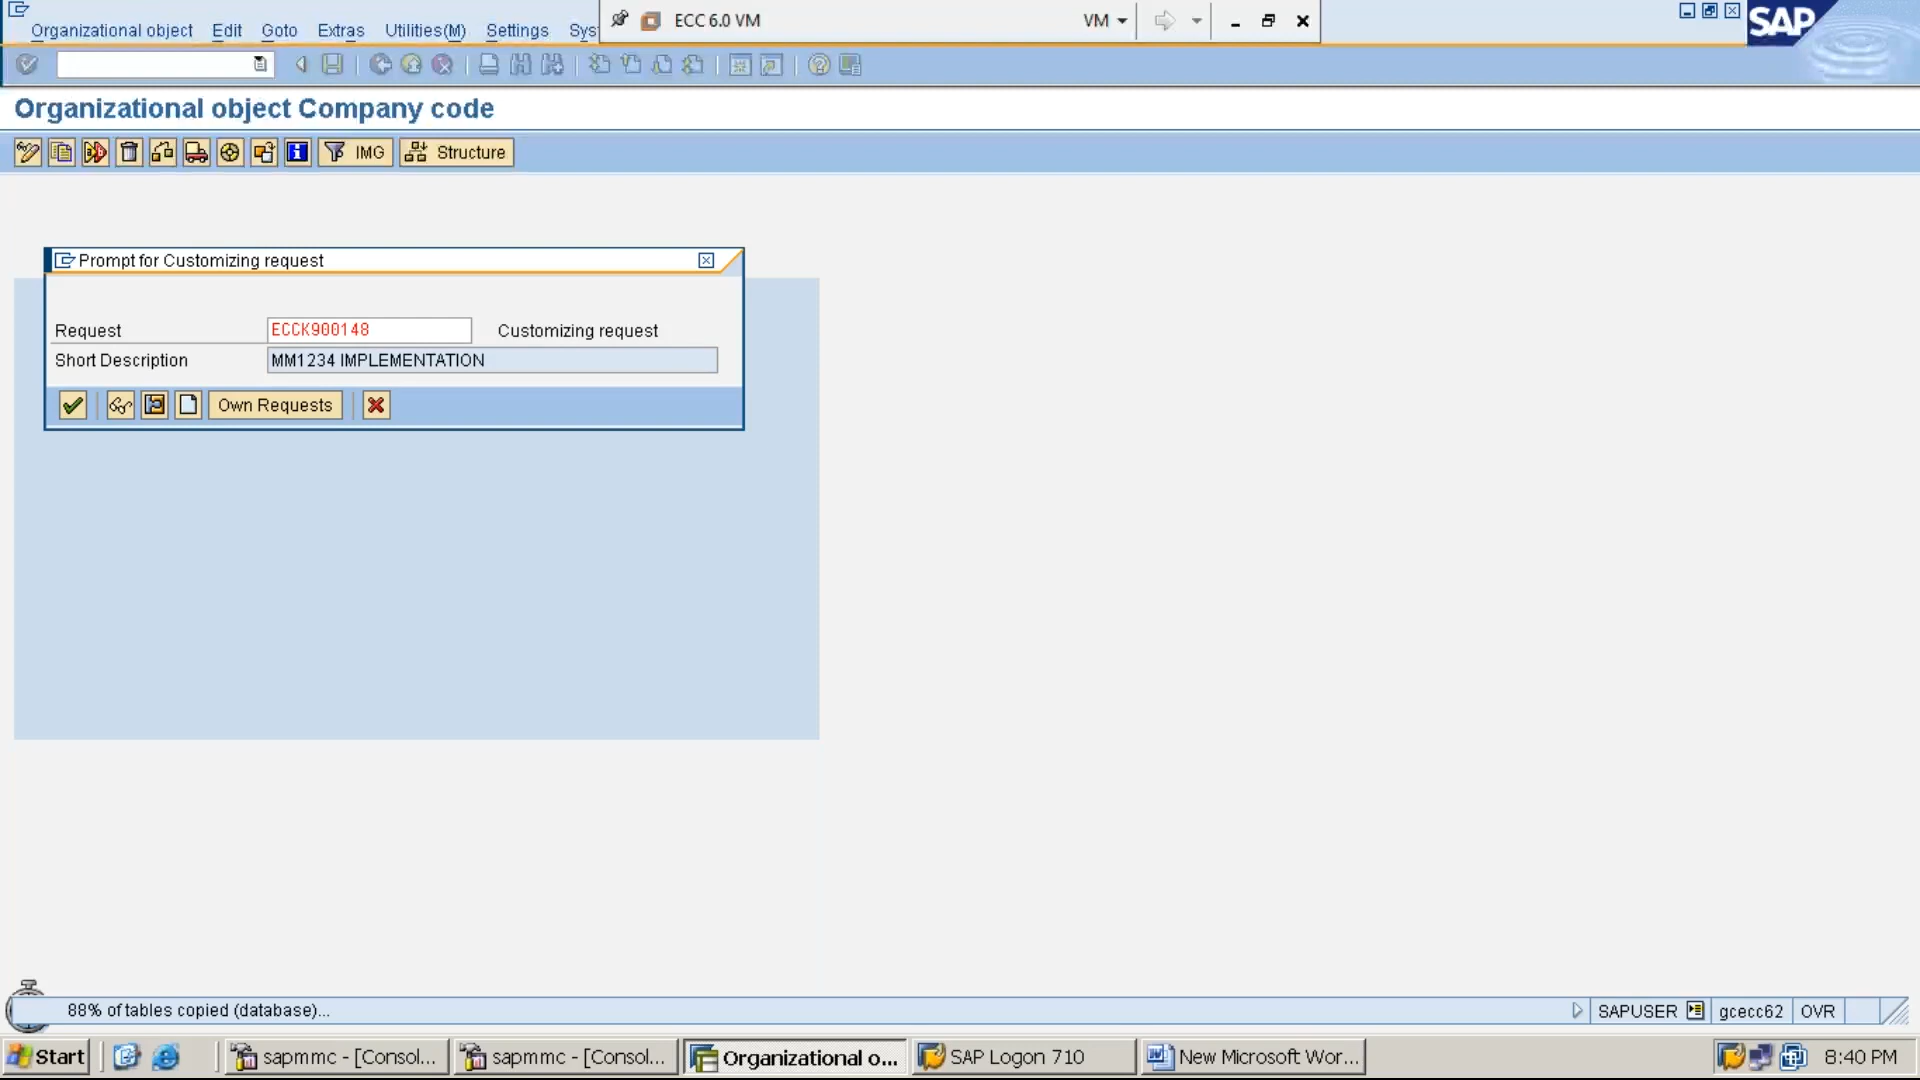 Organizational object Edit Goto Extras Utilities(M) Settings Sys
ECC 6.0 VM VM
SAP
Organizational object Company code
IMG Structure
Prompt for Customizing request
Request ECCK900148 Customizing request
Short Description MM1234 IMPLEMENTATION
Own Requests
88% of tables copied (database)...
SAPUSER gcecc62 OVR
Start sapmmc - [Consol... sapmmc - [Consol... Organizational o... SAP Logon 710 New Microsoft Wor... 8:40 PM